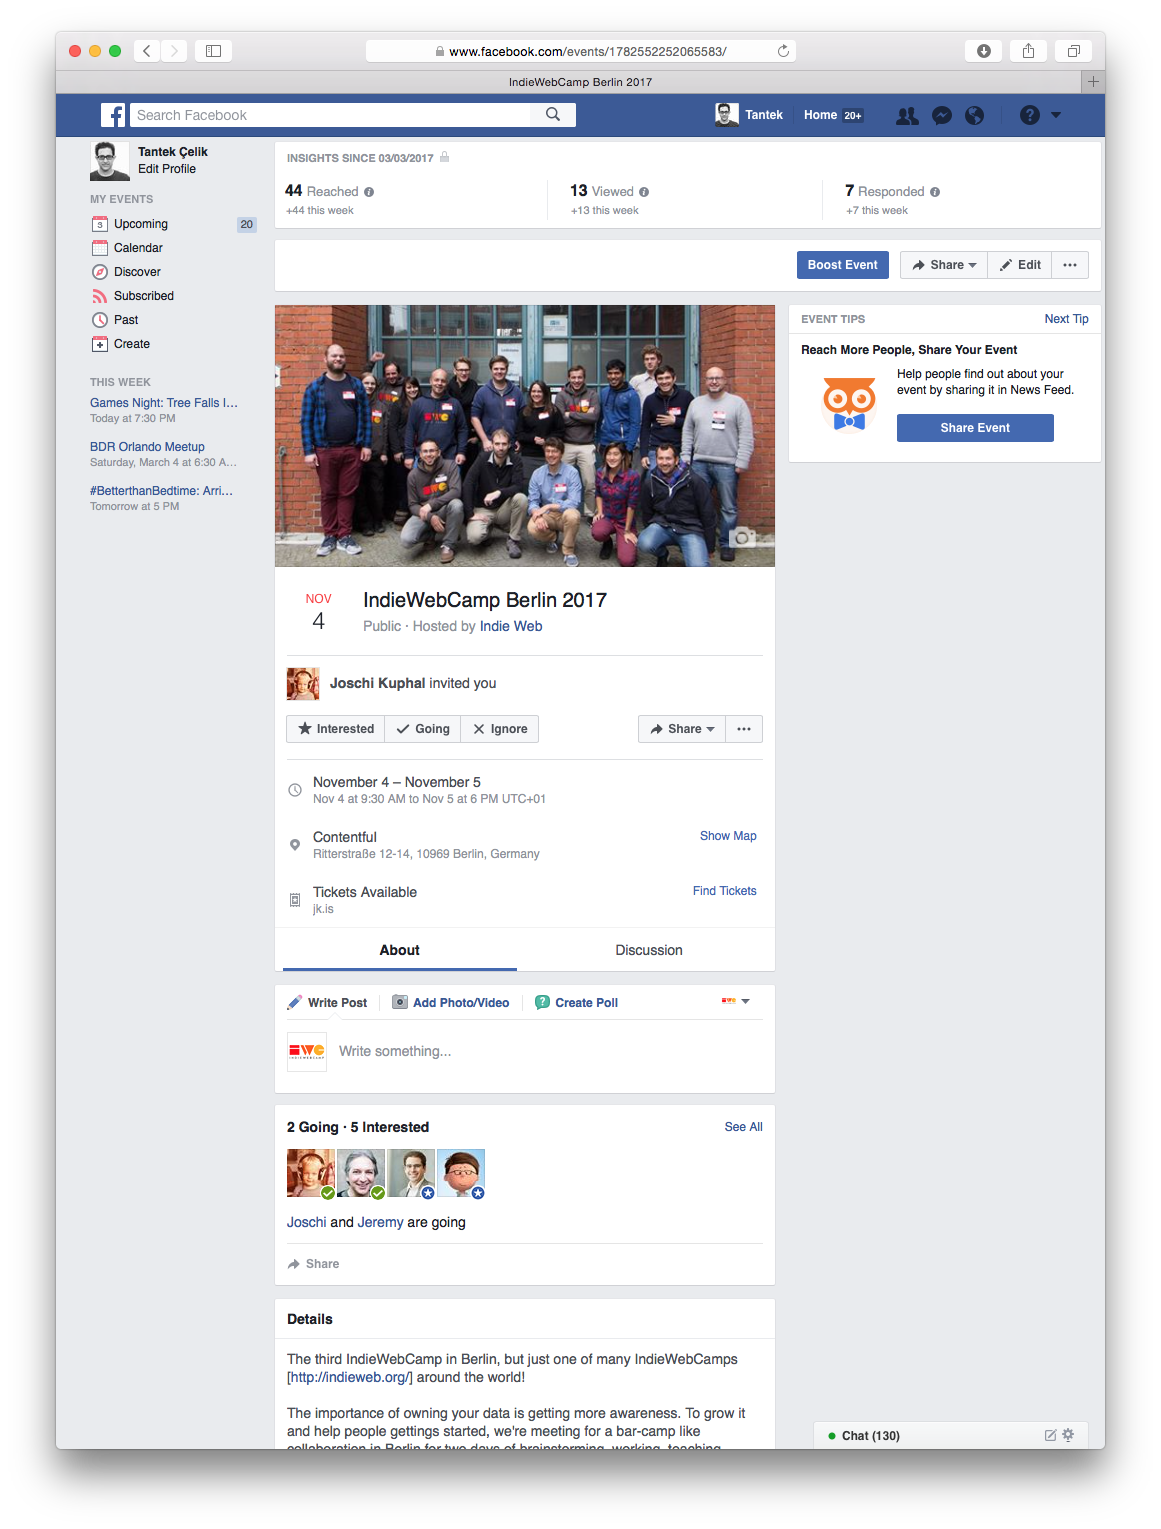 www.facebook.com/events/1782552252065583/
IndieWebCamp Berlin 2017
Search Facebook
Tantek
Home 20+
Tantek Çelik
Edit Profile
MY EVENTS
3 Upcoming 20
Calendar
Discover
Subscribed
Past
Create
THIS WEEK
Games Night: Tree Falls I...
Today at 7:30 PM
BDR Orlando Meetup
Saturday, March 4 at 6:30 A...
#BetterthanBedtime: Arri...
Tomorrow at 5 PM
INSIGHTS SINCE 03/03/2017
44 Reached
+44 this week
13 Viewed
+13 this week
7 Responded
+7 this week
Boost Event
Share
Edit
NOV
4
IndieWebCamp Berlin 2017
Public · Hosted by Indie Web
Joschi Kuphal invited you
Interested
Going
Ignore
Share
November 4 – November 5
Nov 4 at 9:30 AM to Nov 5 at 6 PM UTC+01
Contentful
Show Map
Ritterstraße 12-14, 10969 Berlin, Germany
Tickets Available
Find Tickets
jk.is
About
Discussion
Write Post
Add Photo/Video
Create Poll
INDIEWEBCAMP
Write something...
2 Going · 5 Interested
See All
Joschi and Jeremy are going
Share
Details
The third IndieWebCamp in Berlin, but just one of many IndieWebCamps
[http://indieweb.org/] around the world!
The importance of owning your data is getting more awareness. To grow it
and help people gettings started, we're meeting for a bar-camp like
collaboration in Berlin for two days of brainstorming, working, teaching,
EVENT TIPS
Next Tip
Reach More People, Share Your Event
Help people find out about your
event by sharing it in News Feed.
Share Event
Chat (130)